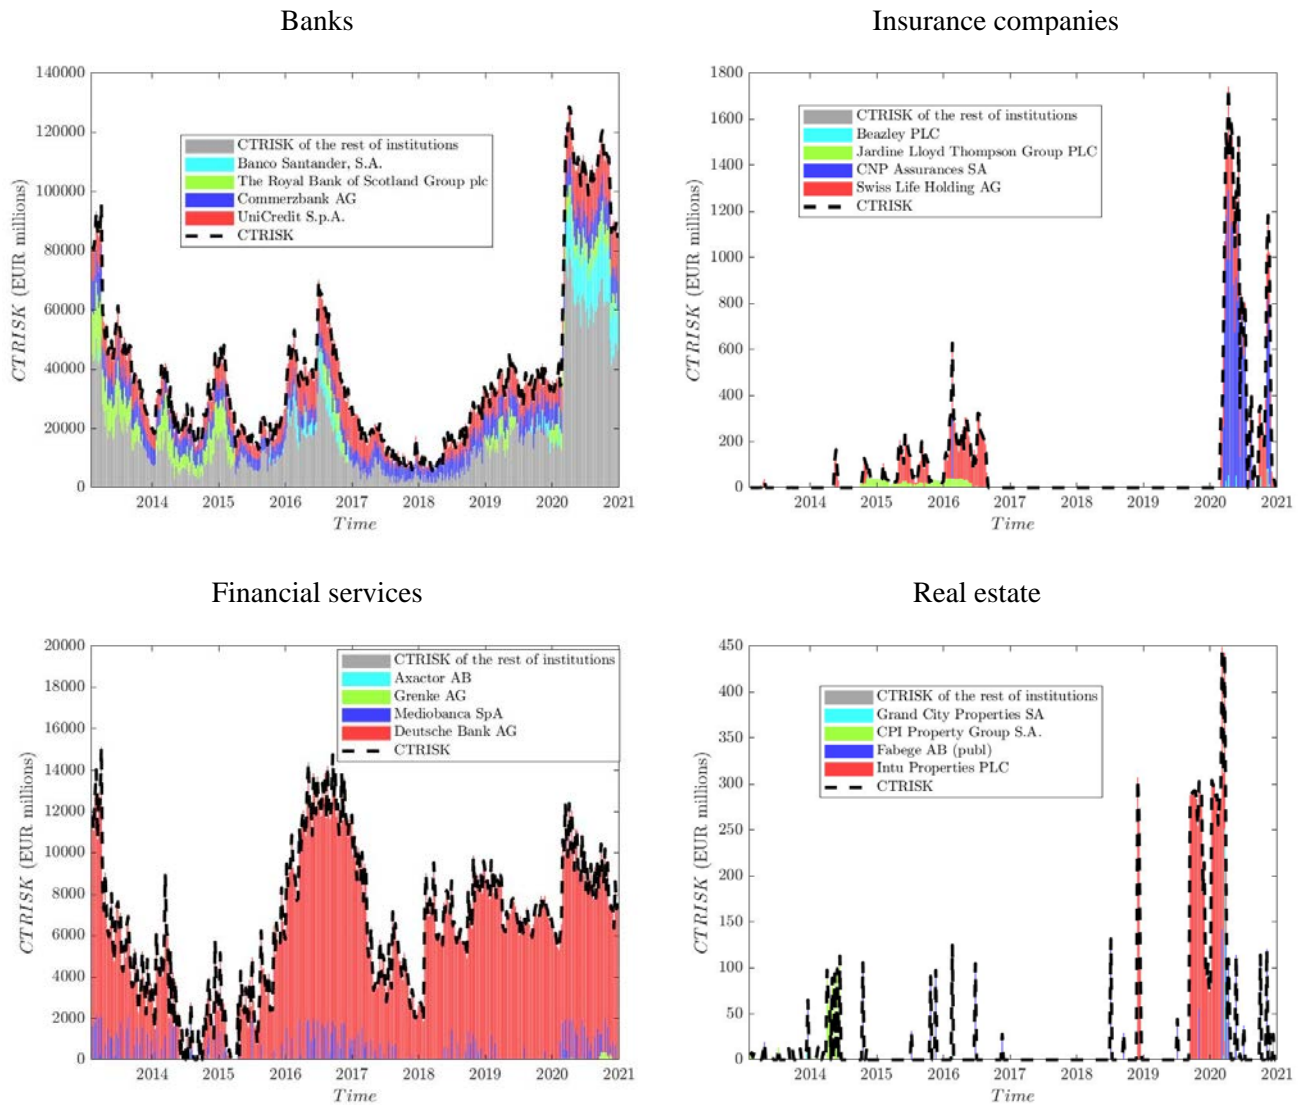 Banks
140000
120000
100000
80000
60000
40000
20000
0
CTRISK (EUR millions)
CTRISK of the rest of institutions
Banco Santander, S.A.
The Royal Bank of Scotland Group plc
Commerzbank AG
UniCredit S.p.A.
CTRISK
2014 2015 2016 2017 2018 2019 2020 2021
Time
Insurance companies
1800
1600
1400
1200
1000
800
600
400
200
0
CTRISK (EUR millions)
CTRISK of the rest of institutions
Beazley PLC
Jardine Lloyd Thompson Group PLC
CNP Assurances SA
Swiss Life Holding AG
CTRISK
2014 2015 2016 2017 2018 2019 2020 2021
Time
Financial services
20000
18000
16000
14000
12000
10000
8000
6000
4000
2000
0
CTRISK (EUR millions)
CTRISK of the rest of institutions
Axactor AB
Grenke AG
Mediobanca SpA
Deutsche Bank AG
CTRISK
2014 2015 2016 2017 2018 2019 2020 2021
Time
Real estate
450
400
350
300
250
200
150
100
50
0
CTRISK (EUR millions)
CTRISK of the rest of institutions
Grand City Properties SA
CPI Property Group S.A.
Fabege AB (publ)
Intu Properties PLC
CTRISK
2014 2015 2016 2017 2018 2019 2020 2021
Time